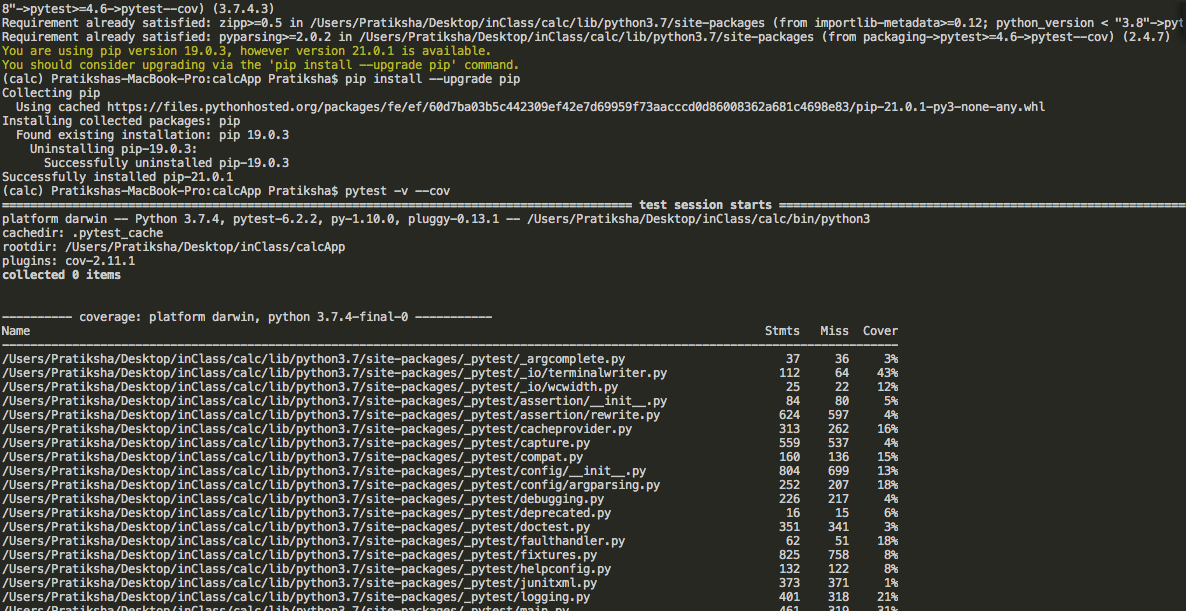 8"->pytest>=4.6->pytest--cov) (3.7.4.3)
Requirement already satisfied: zipp>=0.5 in /Users/Pratiksha/Desktop/inClass/calc/lib/python3.7/site-packages (from importlib-metadata>=0.12; python_version < "3.8"->pyt
Requirement already satisfied: pyparsing>=2.0.2 in /Users/Pratiksha/Desktop/inClass/calc/lib/python3.7/site-packages (from packaging->pytest>=4.6->pytest--cov) (2.4.7)
You are using pip version 19.0.3, however version 21.0.1 is available.
You should consider upgrading via the 'pip install --upgrade pip' command.
(calc) Pratikshas-MacBook-Pro:calcApp Pratiksha$ pip install --upgrade pip
Collecting pip
  Using cached https://files.pythonhosted.org/packages/fe/ef/60d7ba03b5c442309ef42e7d69959f73aacccd0d86008362a681c4698e83/pip-21.0.1-py3-none-any.whl
Installing collected packages: pip
  Found existing installation: pip 19.0.3
    Uninstalling pip-19.0.3:
      Successfully uninstalled pip-19.0.3
Successfully installed pip-21.0.1
(calc) Pratikshas-MacBook-Pro:calcApp Pratiksha$ pytest -v --cov
========== test session starts ==========
platform darwin -- Python 3.7.4, pytest-6.2.2, py-1.10.0, pluggy-0.13.1 -- /Users/Pratiksha/Desktop/inClass/calc/bin/python3
cachedir: .pytest_cache
rootdir: /Users/Pratiksha/Desktop/inClass/calcApp
plugins: cov-2.11.1
collected 0 items
---------- coverage: platform darwin, python 3.7.4-final-0 -----------
Name Stmts Miss Cover
/Users/Pratiksha/Desktop/inClass/calc/lib/python3.7/site-packages/_pytest/_argcomplete.py 37 36 3%
/Users/Pratiksha/Desktop/inClass/calc/lib/python3.7/site-packages/_pytest/_io/terminalwriter.py 112 64 43%
/Users/Pratiksha/Desktop/inClass/calc/lib/python3.7/site-packages/_pytest/_io/wcwidth.py 25 22 12%
/Users/Pratiksha/Desktop/inClass/calc/lib/python3.7/site-packages/_pytest/assertion/__init__.py 84 80 5%
/Users/Pratiksha/Desktop/inClass/calc/lib/python3.7/site-packages/_pytest/assertion/rewrite.py 624 597 4%
/Users/Pratiksha/Desktop/inClass/calc/lib/python3.7/site-packages/_pytest/cacheprovider.py 313 262 16%
/Users/Pratiksha/Desktop/inClass/calc/lib/python3.7/site-packages/_pytest/capture.py 559 537 4%
/Users/Pratiksha/Desktop/inClass/calc/lib/python3.7/site-packages/_pytest/compat.py 160 136 15%
/Users/Pratiksha/Desktop/inClass/calc/lib/python3.7/site-packages/_pytest/config/__init__.py 804 699 13%
/Users/Pratiksha/Desktop/inClass/calc/lib/python3.7/site-packages/_pytest/config/argparsing.py 252 207 18%
/Users/Pratiksha/Desktop/inClass/calc/lib/python3.7/site-packages/_pytest/debugging.py 226 217 4%
/Users/Pratiksha/Desktop/inClass/calc/lib/python3.7/site-packages/_pytest/deprecated.py 16 15 6%
/Users/Pratiksha/Desktop/inClass/calc/lib/python3.7/site-packages/_pytest/doctest.py 351 341 3%
/Users/Pratiksha/Desktop/inClass/calc/lib/python3.7/site-packages/_pytest/faulthandler.py 62 51 18%
/Users/Pratiksha/Desktop/inClass/calc/lib/python3.7/site-packages/_pytest/fixtures.py 825 758 8%
/Users/Pratiksha/Desktop/inClass/calc/lib/python3.7/site-packages/_pytest/helpconfig.py 132 122 8%
/Users/Pratiksha/Desktop/inClass/calc/lib/python3.7/site-packages/_pytest/junitxml.py 373 371 1%
/Users/Pratiksha/Desktop/inClass/calc/lib/python3.7/site-packages/_pytest/logging.py 401 318 21%
/Users/Pratiksha/Desktop/inClass/calc/lib/python3.7/site-packages/_pytest/main.py 461 319 31%